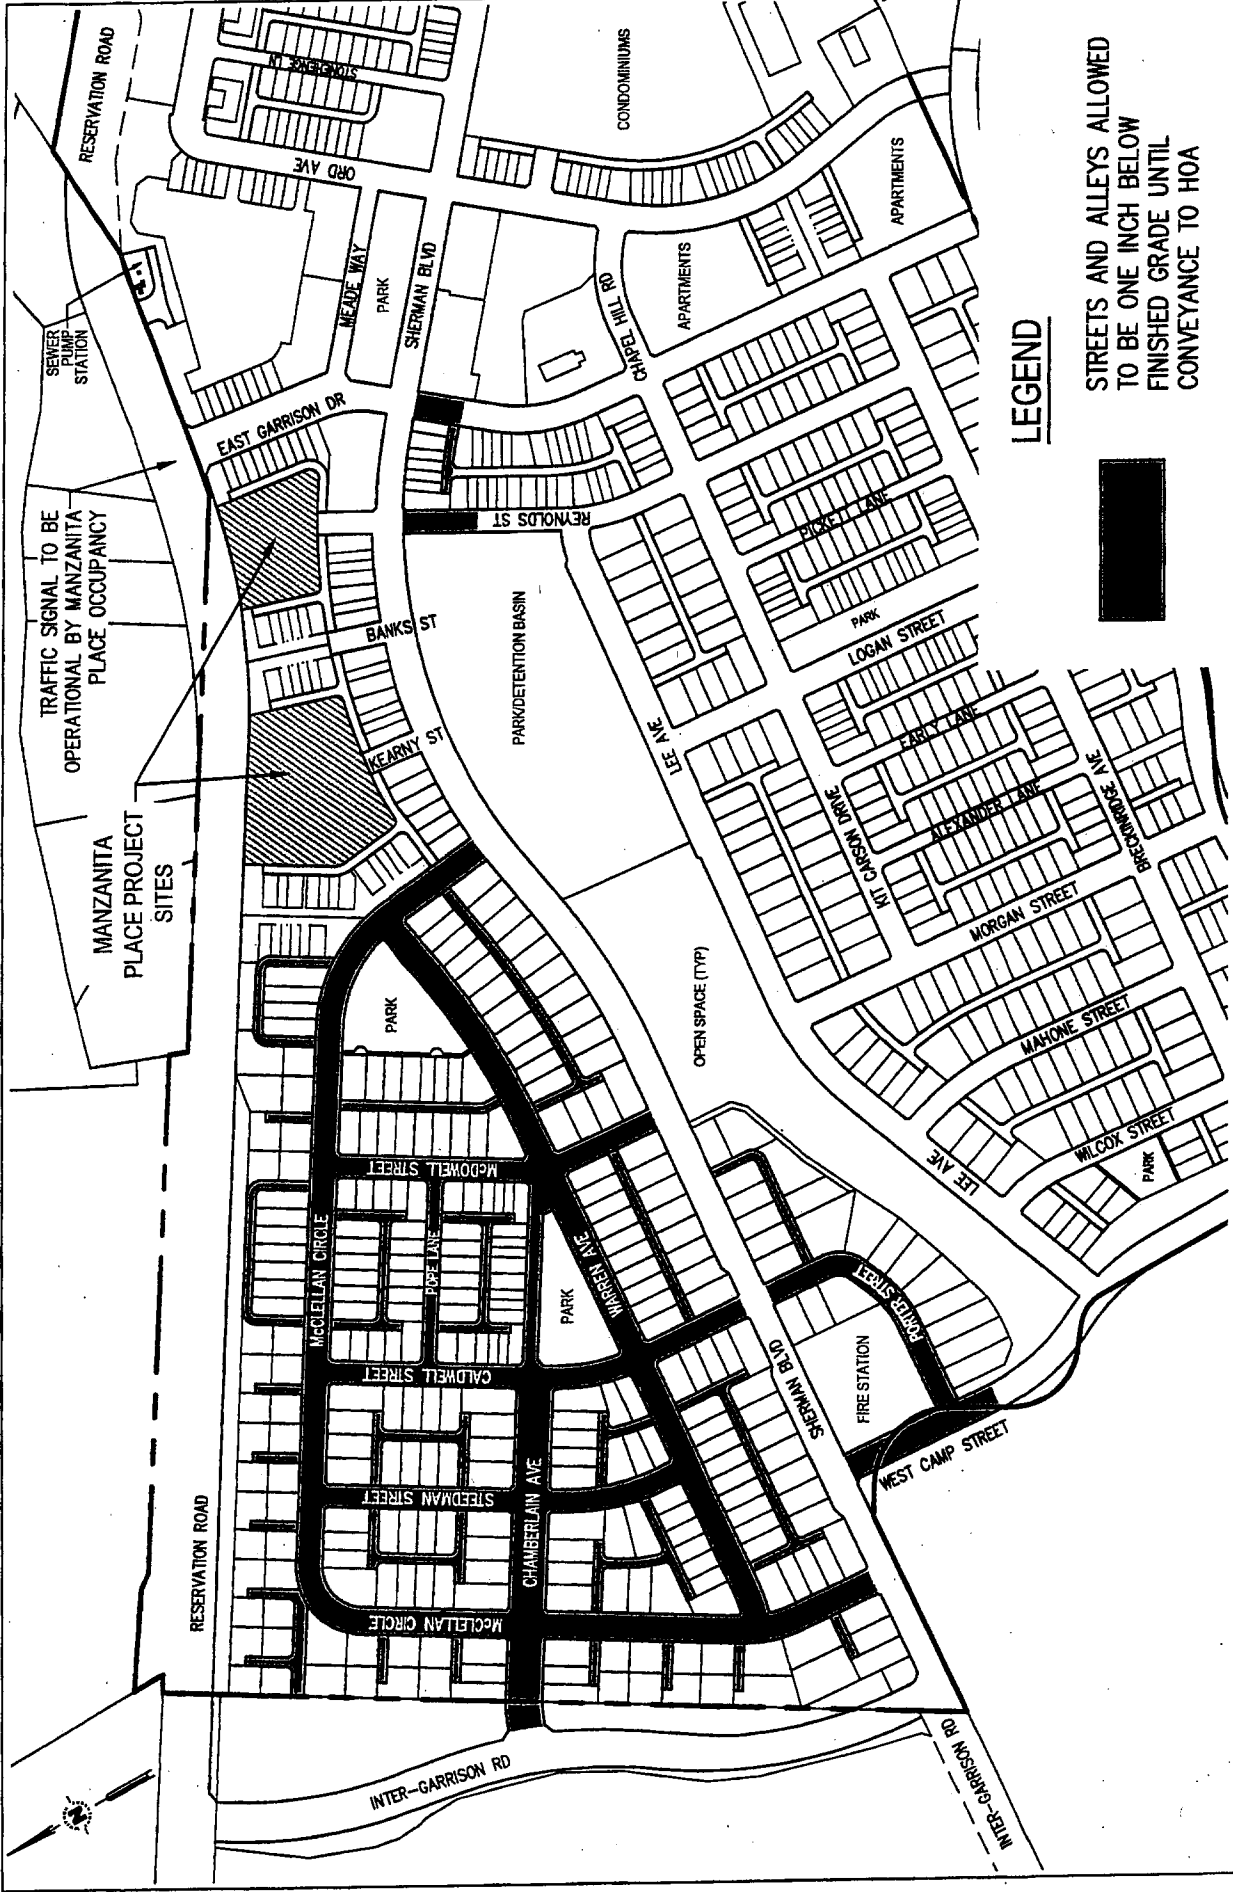 RESERVATION ROAD
STONEHENGE LN
ORD AVE
CONDOMINIUMS
SEWER
PUMP
STATION
MEADE WAY
PARK
SHERMAN BLVD
APARTMENTS
APARTMENTS
CHAPEL HILL RD
EAST GARRISON DR
TRAFFIC SIGNAL TO BE
OPERATIONAL BY MANZANITA
PLACE OCCUPANCY
REYNOLDS ST
PICKETT LANE
PARK
LOGAN STREET
BANKS ST
PARK/DETENTION BASIN
KEARNY ST
LEE AVE
EARLY LANE
KIT CARSON DRIVE
ALEXANDER LANE
BRECKINRIDGE AVE
MANZANITA
PLACE PROJECT
SITES
MORGAN STREET
PARK
OPEN SPACE (TYP)
MAHONE STREET
McDOWELL STREET
LEE AVE
WILCOX STREET
PARK
McCLELLAN CIRCLE
POPE LANE
WARREN AVE
PARK
CALDWELL STREET
PORTER STREET
SHERMAN BLVD
FIRE STATION
WEST CAMP STREET
STEEDMAN STREET
CHAMBERLAIN AVE
RESERVATION ROAD
McCLELLAN CIRCLE
INTER-GARRISON RD
INTER-GARRISON RD
N
LEGEND
STREETS AND ALLEYS ALLOWED
TO BE ONE INCH BELOW
FINISHED GRADE UNTIL
CONVEYANCE TO HOA